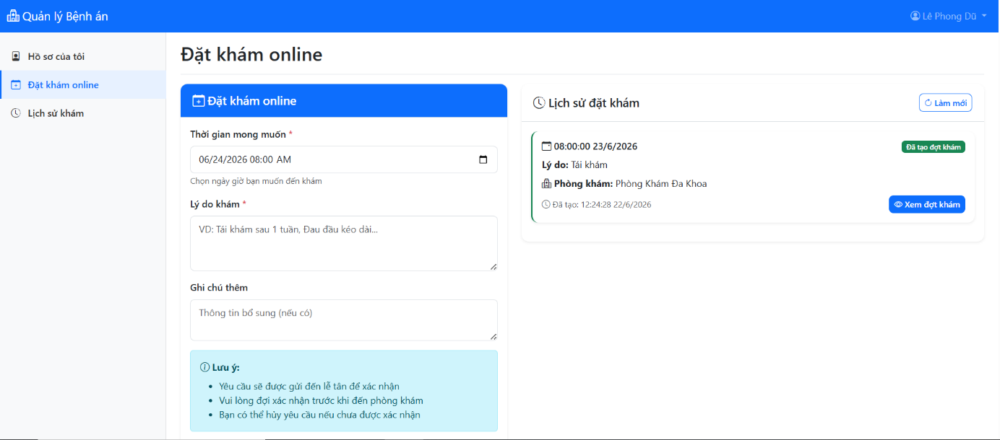 Quản lý Bệnh án
Lê Phong Dũ
Hồ sơ của tôi
Đặt khám online
Lịch sử khám
Đặt khám online
Đặt khám online
Thời gian mong muốn *
06/24/2026 08:00 AM
Chọn ngày giờ bạn muốn đến khám
Lý do khám *
VD: Tái khám sau 1 tuần, Đau đầu kéo dài...
Ghi chú thêm
Thông tin bổ sung (nếu có)
Lưu ý:
Yêu cầu sẽ được gửi đến lễ tân để xác nhận
Vui lòng đợi xác nhận trước khi đến phòng khám
Bạn có thể hủy yêu cầu nếu chưa được xác nhận
Lịch sử đặt khám
Làm mới
08:00:00 23/6/2026
Đã tạo đợt khám
Lý do: Tái khám
Phòng khám: Phòng Khám Đa Khoa
Đã tạo: 12:24:28 22/6/2026
Xem đợt khám